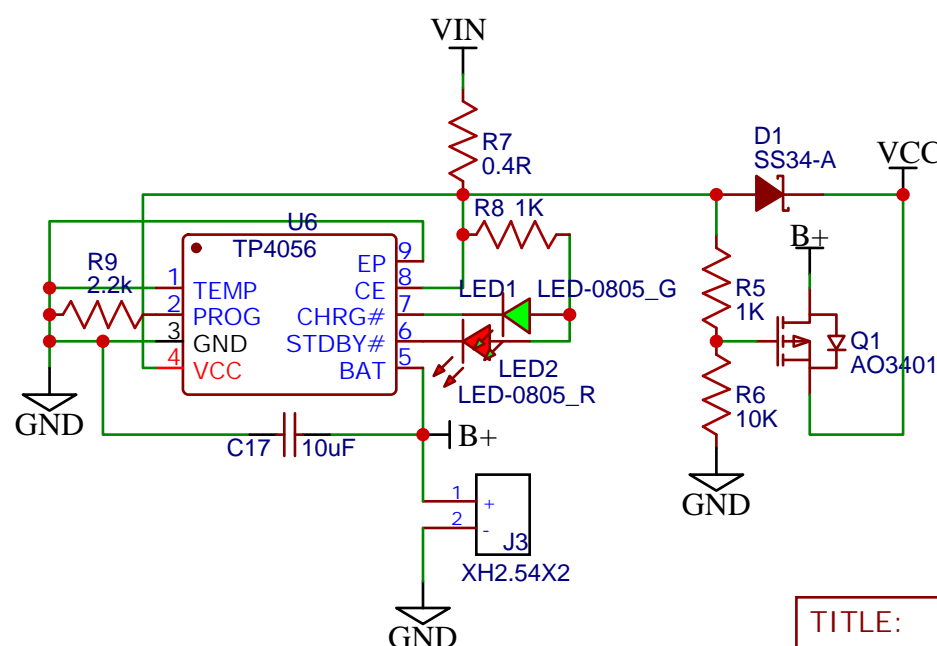 VIN
R7
0.4R
D1
SS34-A
VCC
R8 1K
U6
TP4056
B+
R9
2.2k
1
TEMP
2
PROG
3
GND
4
VCC
EP
9
CE
8
CHRG#
7
STDBY#
6
BAT
5
LED1
LED-0805_G
LED2
LED-0805_R
R5
1K
Q1
AO3401
R6
10K
GND
C17
10uF
B+
GND
1
+
2
-
J3
XH2.54X2
GND
TITLE: